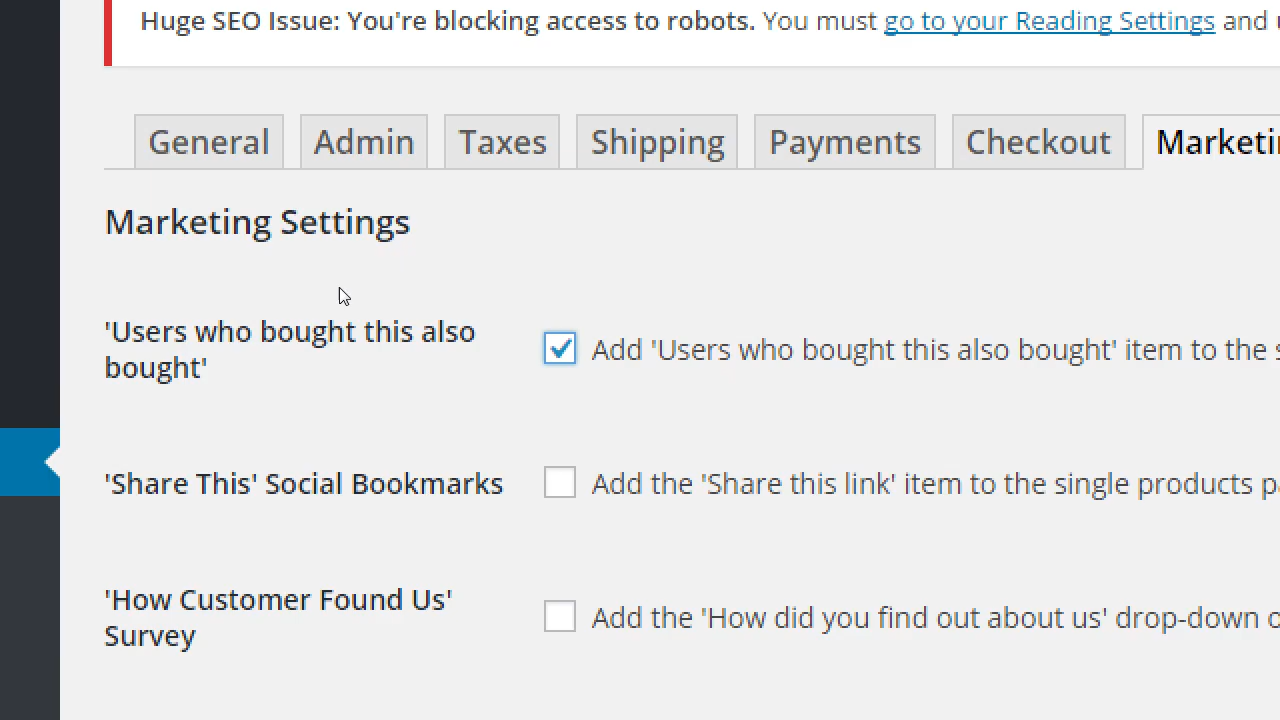 Huge SEO Issue: You're blocking access to robots. You must go to your Reading Settings and
General Admin Taxes Shipping Payments Checkout
Marketing Settings
'Users who bought this also
bought'
Add 'Users who bought this also bought' item to the
'Share This' Social Bookmarks
Add the 'Share this link' item to the single products
'How Customer Found Us'
Survey
Add the 'How did you find out about us' drop-down